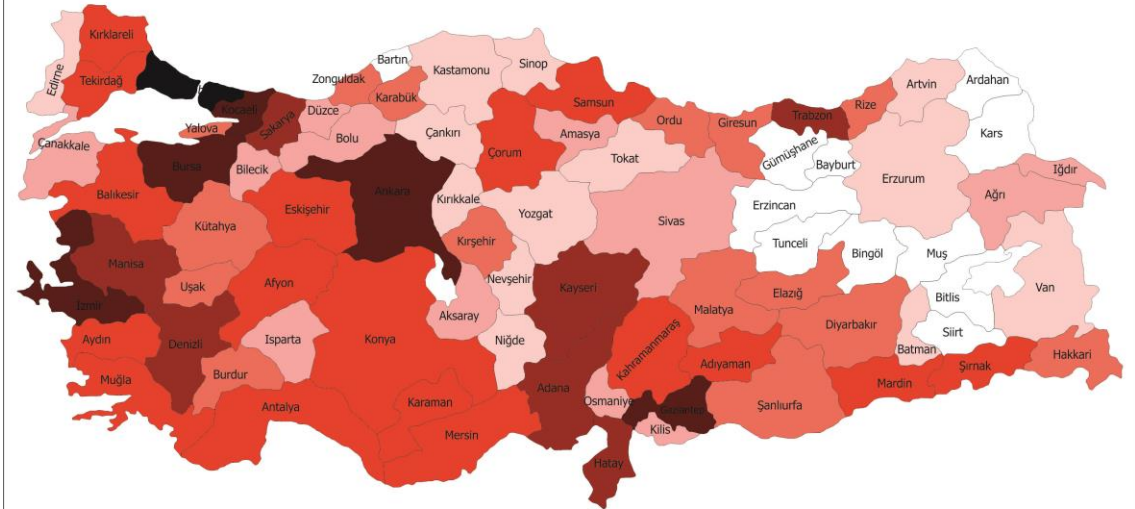 Kırklareli
Edirne
Tekirdağ
Kocaeli
Yalova
Sakarya
Düzce
Zonguldak
Bartın
Karabük
Kastamonu
Sinop
Samsun
Ordu
Giresun
Trabzon
Rize
Artvin
Ardahan
Kars
Çanakkale
Bursa
Bilecik
Bolu
Çankırı
Çorum
Amasya
Tokat
Gümüşhane
Bayburt
Erzurum
Iğdır
Ağrı
Balıkesir
Kütahya
Eskişehir
Ankara
Kırıkkale
Yozgat
Sivas
Erzincan
Tunceli
Bingöl
Muş
Bitlis
Van
Manisa
Uşak
Afyon
Kırşehir
Nevşehir
Kayseri
Malatya
Elazığ
Diyarbakır
Batman
Siirt
İzmir
Aydın
Denizli
Isparta
Konya
Aksaray
Niğde
Kahramanmaraş
Adıyaman
Mardin
Şırnak
Hakkari
Muğla
Burdur
Antalya
Karaman
Mersin
Adana
Osmaniye
Gaziantep
Kilis
Şanlıurfa
Hatay